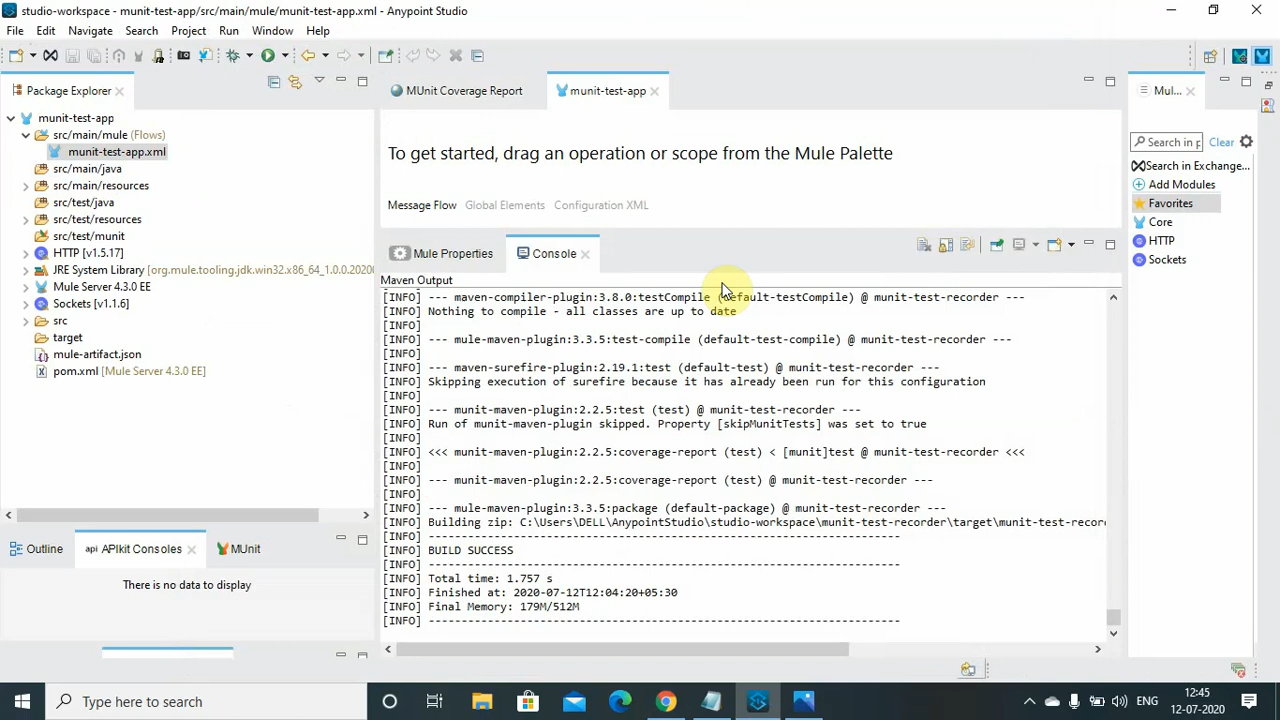 studio-workspace - munit-test-app/src/main/mule/munit-test-app.xml - Anypoint Studio
File Edit Navigate Search Project Run Window Help
Package Explorer
MUnit Coverage Report
munit-test-app
Mul...
munit-test-app
src/main/mule (Flows)
munit-test-app.xml
src/main/java
src/main/resources
src/test/java
src/test/resources
src/test/munit
HTTP [v1.5.17]
JRE System Library [org.mule.tooling.jdk.win32.x86_64_1.0.0.2020
Mule Server 4.3.0 EE
Sockets [v1.1.6]
src
target
mule-artifact.json
pom.xml [Mule Server 4.3.0 EE]
To get started, drag an operation or scope from the Mule Palette
Message Flow Global Elements Configuration XML
Search in p Clear
Search in Exchange...
Add Modules
Favorites
Core
HTTP
Sockets
Mule Properties
Console
Maven Output
[INFO] --- maven-compiler-plugin:3.8.0:testCompile (default-testCompile) @ munit-test-recorder ---
[INFO] Nothing to compile - all classes are up to date
[INFO]
[INFO] --- mule-maven-plugin:3.3.5:test-compile (default-test-compile) @ munit-test-recorder ---
[INFO]
[INFO] --- maven-surefire-plugin:2.19.1:test (default-test) @ munit-test-recorder ---
[INFO] Skipping execution of surefire because it has already been run for this configuration
[INFO]
[INFO] --- munit-maven-plugin:2.2.5:test (test) @ munit-test-recorder ---
[INFO] Run of munit-maven-plugin skipped. Property [skipMunitTests] was set to true
[INFO]
[INFO] <<< munit-maven-plugin:2.2.5:coverage-report (test) < [munit]test @ munit-test-recorder <<<
[INFO]
[INFO] --- munit-maven-plugin:2.2.5:coverage-report (test) @ munit-test-recorder ---
[INFO]
[INFO] --- mule-maven-plugin:3.3.5:package (default-package) @ munit-test-recorder ---
[INFO] Building zip: C:\Users\DELL\AnypointStudio\studio-workspace\munit-test-recorder\target\munit-test-recor
[INFO] ------------------------------------------------------------------------
[INFO] BUILD SUCCESS
[INFO] ------------------------------------------------------------------------
[INFO] Total time: 1.757 s
[INFO] Finished at: 2020-07-12T12:04:20+05:30
[INFO] Final Memory: 179M/512M
[INFO] ------------------------------------------------------------------------
Outline
api APIkit Consoles
MUnit
There is no data to display
Type here to search
ENG
12:45
12-07-2020